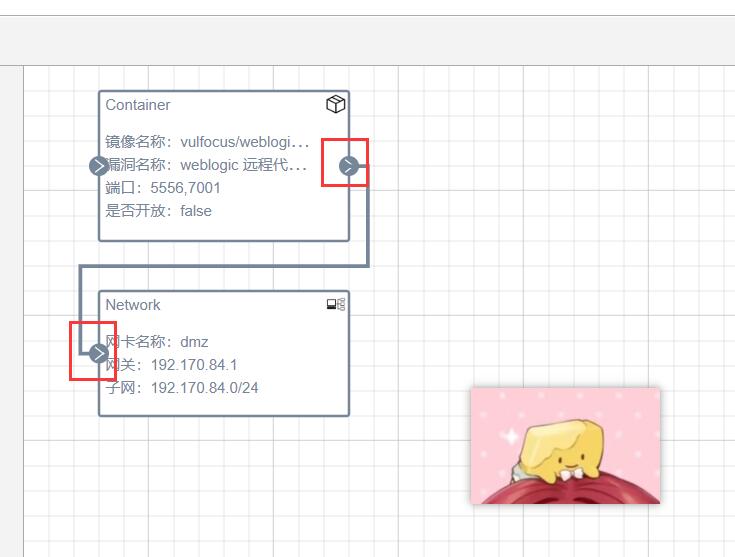 Container
镜像名称：vulfocus/weblogi...
漏洞名称：weblogic 远程代...
端口：5556,7001
是否开放：false
Network
网卡名称：dmz
网关：192.170.84.1
子网：192.170.84.0/24